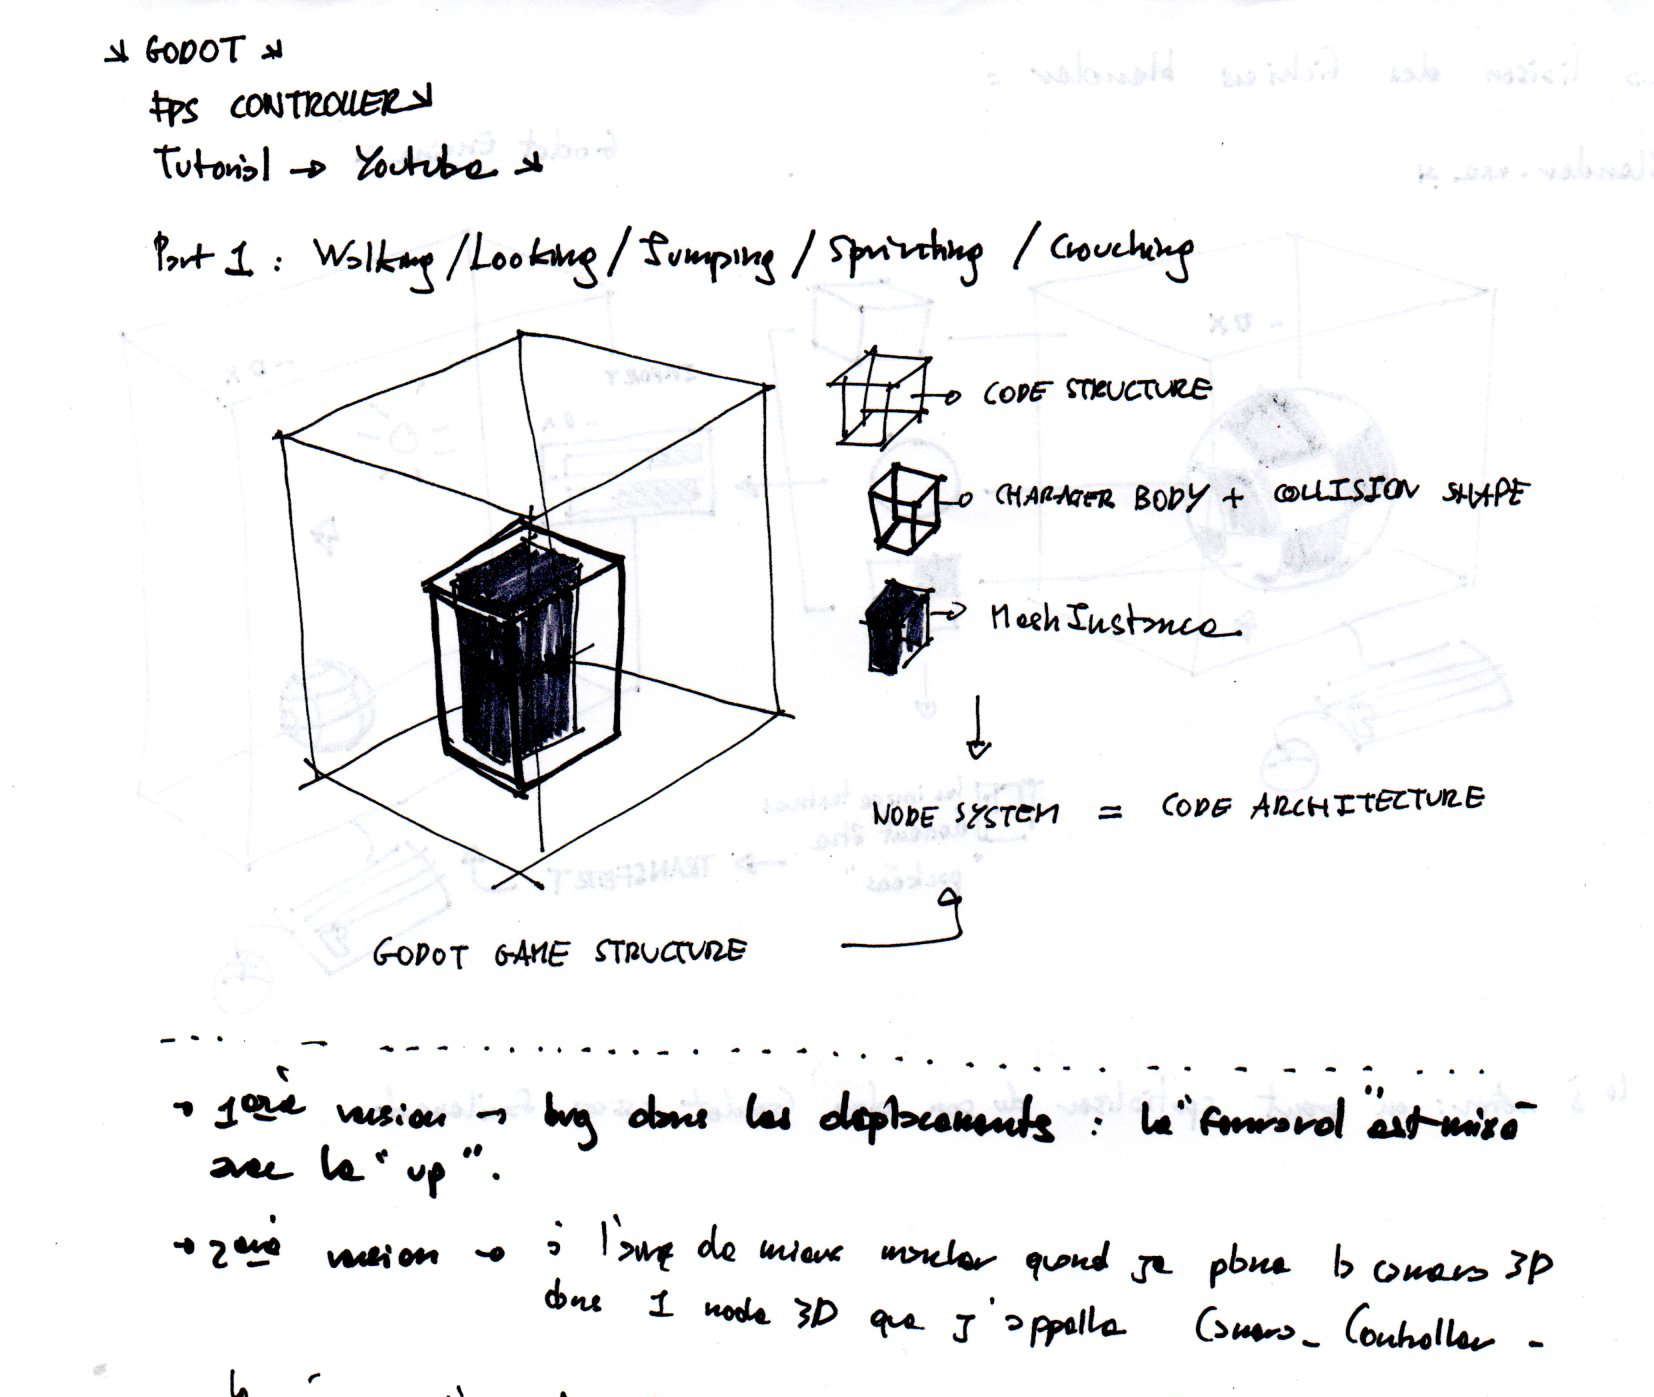 GODOT
FPS CONTROLLER
Tutorial → Youtube
Part 1 : Walking / Looking / Jumping / Sprinting / Crouching
CODE STRUCTURE
CHARACTER BODY + COLLISION SHAPE
MeshInstance
NODE SYSTEM = CODE ARCHITECTURE
GODOT GAME STRUCTURE
→ 1ère version → bug dans les déplacements : le "forward" est mixé
avec le "up".
→ 2ème version → à l'air de mieux marcher quand je place la camera 3D
dans 1 node 3D que j'appelle Camera_Controller -